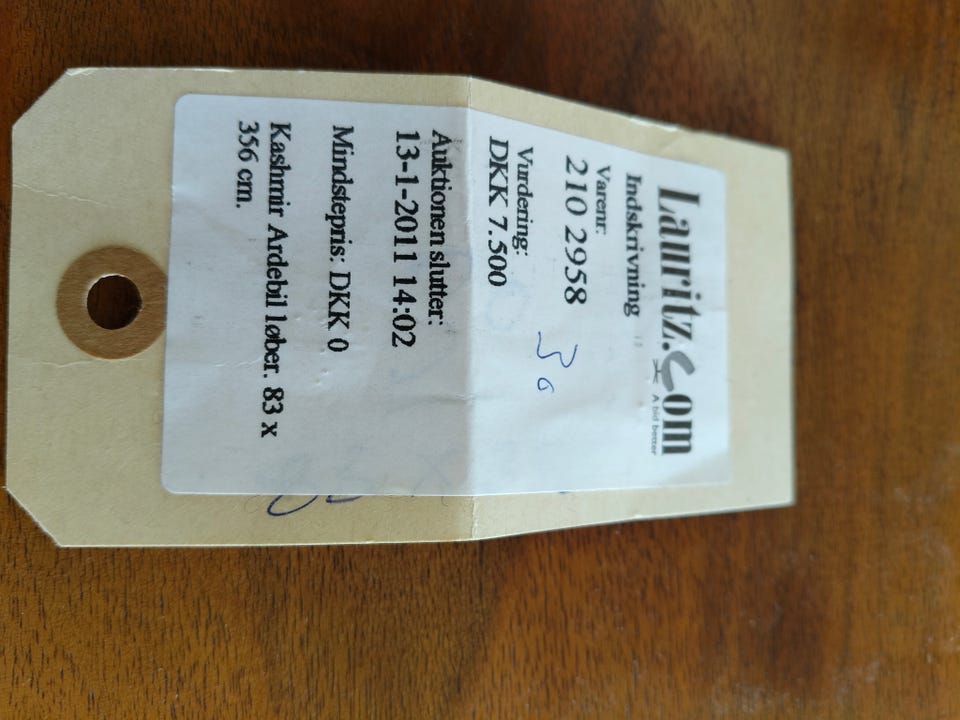 Lauritz.Com
A bid better
Indskrivning
Varenr:
210 2958
Vurdering:
DKK 7.500
Auktionen slutter:
13-1-2011 14:02
Mindstepris: DKK 0
Kashmir Ardebil løber. 83 x
356 cm.